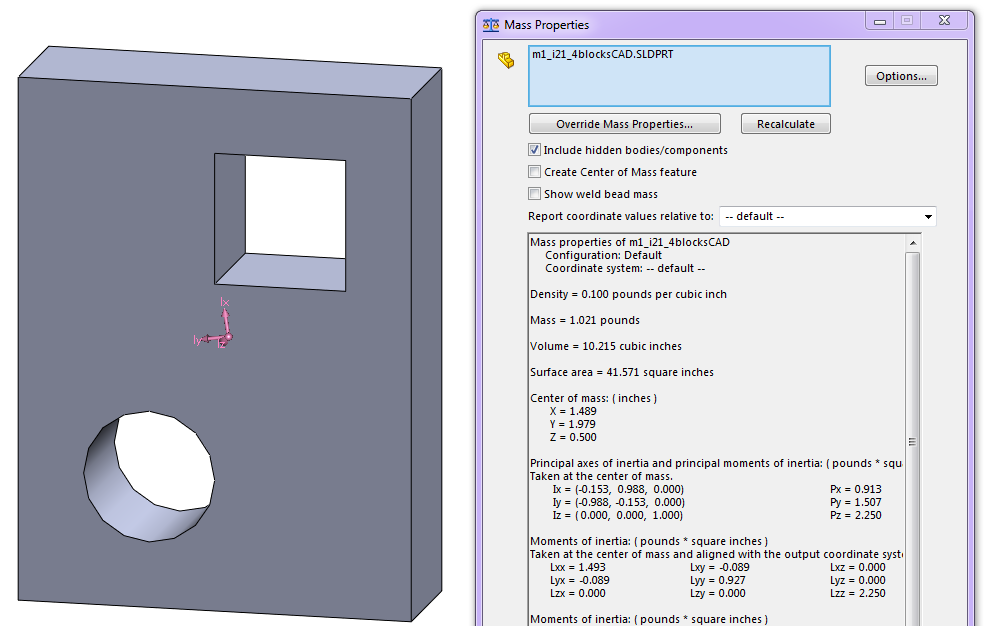 Mass Properties
m1_i21_4blocksCAD.SLDPRT
Options...
Override Mass Properties...
Recalculate
Include hidden bodies/components
Create Center of Mass feature
Show weld bead mass
Report coordinate values relative to: -- default --
Mass properties of m1_i21_4blocksCAD
Configuration: Default
Coordinate system: -- default --
Density = 0.100 pounds per cubic inch
Mass = 1.021 pounds
Volume = 10.215 cubic inches
Surface area = 41.571 square inches
Center of mass: ( inches )
X = 1.489
Y = 1.979
Z = 0.500
Principal axes of inertia and principal moments of inertia: ( pounds * squ
Taken at the center of mass.
Ix = (-0.153, 0.988, 0.000) Px = 0.913
Iy = (-0.988, -0.153, 0.000) Py = 1.507
Iz = ( 0.000, 0.000, 1.000) Pz = 2.250
Moments of inertia: ( pounds * square inches )
Taken at the center of mass and aligned with the output coordinate syst
Lxx = 1.493 Lxy = -0.089 Lxz = 0.000
Lyx = -0.089 Lyy = 0.927 Lyz = 0.000
Lzx = 0.000 Lzy = 0.000 Lzz = 2.250
Moments of inertia: ( pounds * square inches )
Ix
Iy
Iz